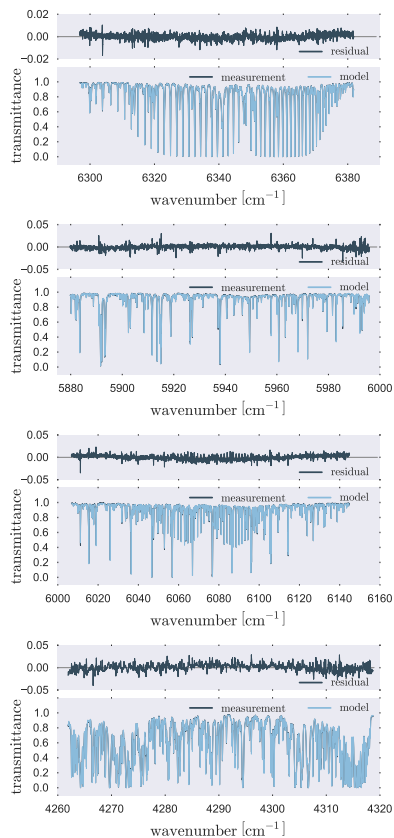 0.02
0.00
−0.02
residual
transmittance
1.0
0.8
0.6
0.4
0.2
0.0
measurement model
6300 6320 6340 6360 6380
wavenumber [cm−1]
0.05
0.00
−0.05
residual
transmittance
1.0
0.8
0.6
0.4
0.2
0.0
measurement model
5880 5900 5920 5940 5960 5980 6000
wavenumber [cm−1]
0.05
0.00
−0.05
residual
transmittance
1.0
0.8
0.6
0.4
0.2
0.0
measurement model
6000 6020 6040 6060 6080 6100 6120 6140 6160
wavenumber [cm−1]
0.05
0.00
−0.05
residual
transmittance
1.0
0.8
0.6
0.4
0.2
0.0
measurement model
4260 4270 4280 4290 4300 4310 4320
wavenumber [cm−1]